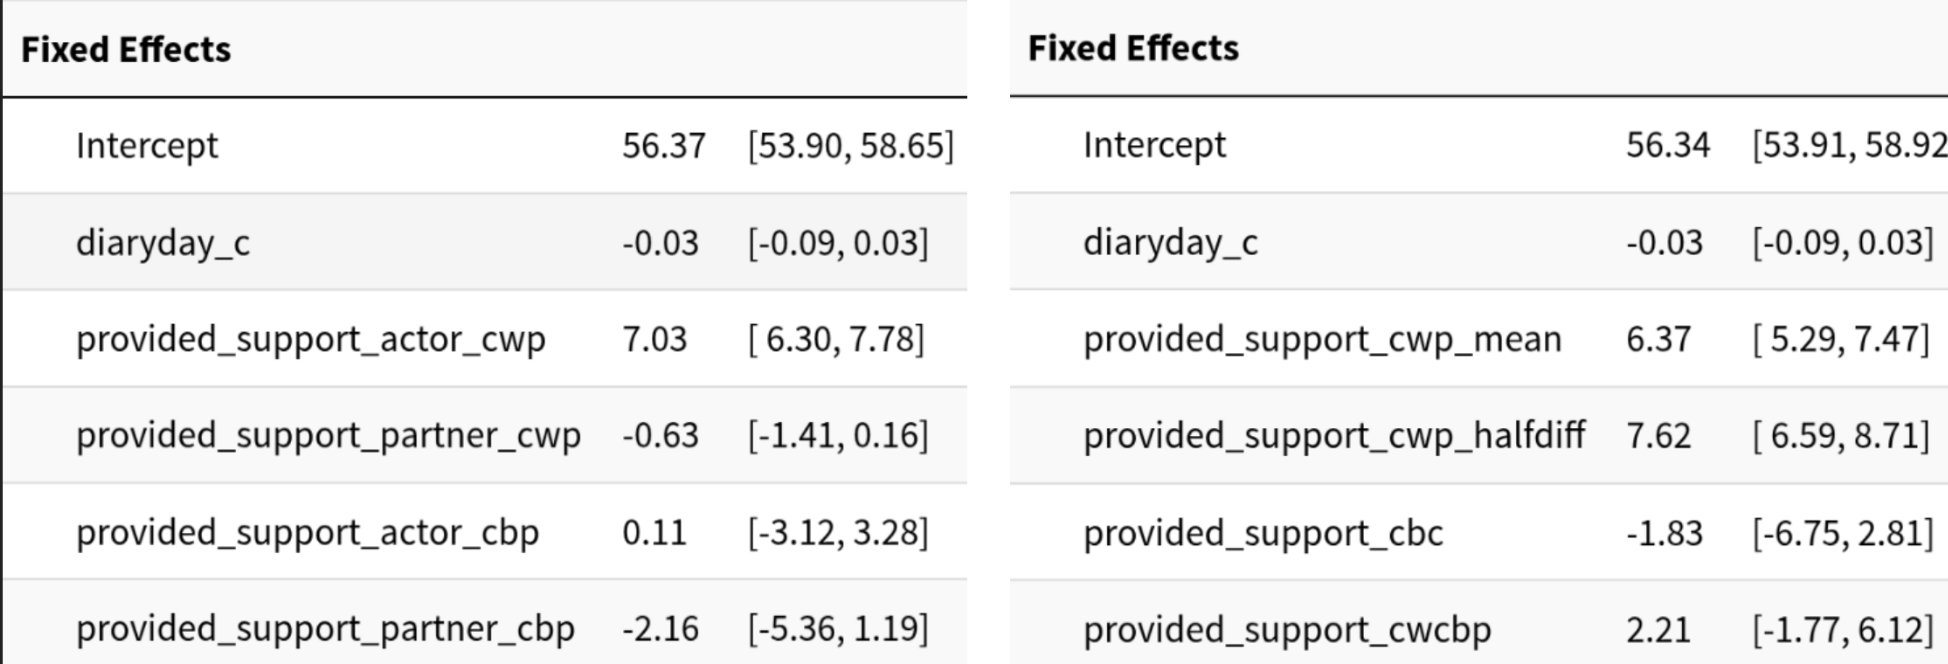 Fixed Effects
Intercept 56.37 [53.90, 58.65]
diaryday_c -0.03 [-0.09, 0.03]
provided_support_actor_cwp 7.03 [ 6.30, 7.78]
provided_support_partner_cwp -0.63 [-1.41, 0.16]
provided_support_actor_cbp 0.11 [-3.12, 3.28]
provided_support_partner_cbp -2.16 [-5.36, 1.19]
Fixed Effects
Intercept 56.34 [53.91, 58.92
diaryday_c -0.03 [-0.09, 0.03]
provided_support_cwp_mean 6.37 [ 5.29, 7.47]
provided_support_cwp_halfdiff 7.62 [ 6.59, 8.71]
provided_support_cbc -1.83 [-6.75, 2.81]
provided_support_cwcbp 2.21 [-1.77, 6.12]